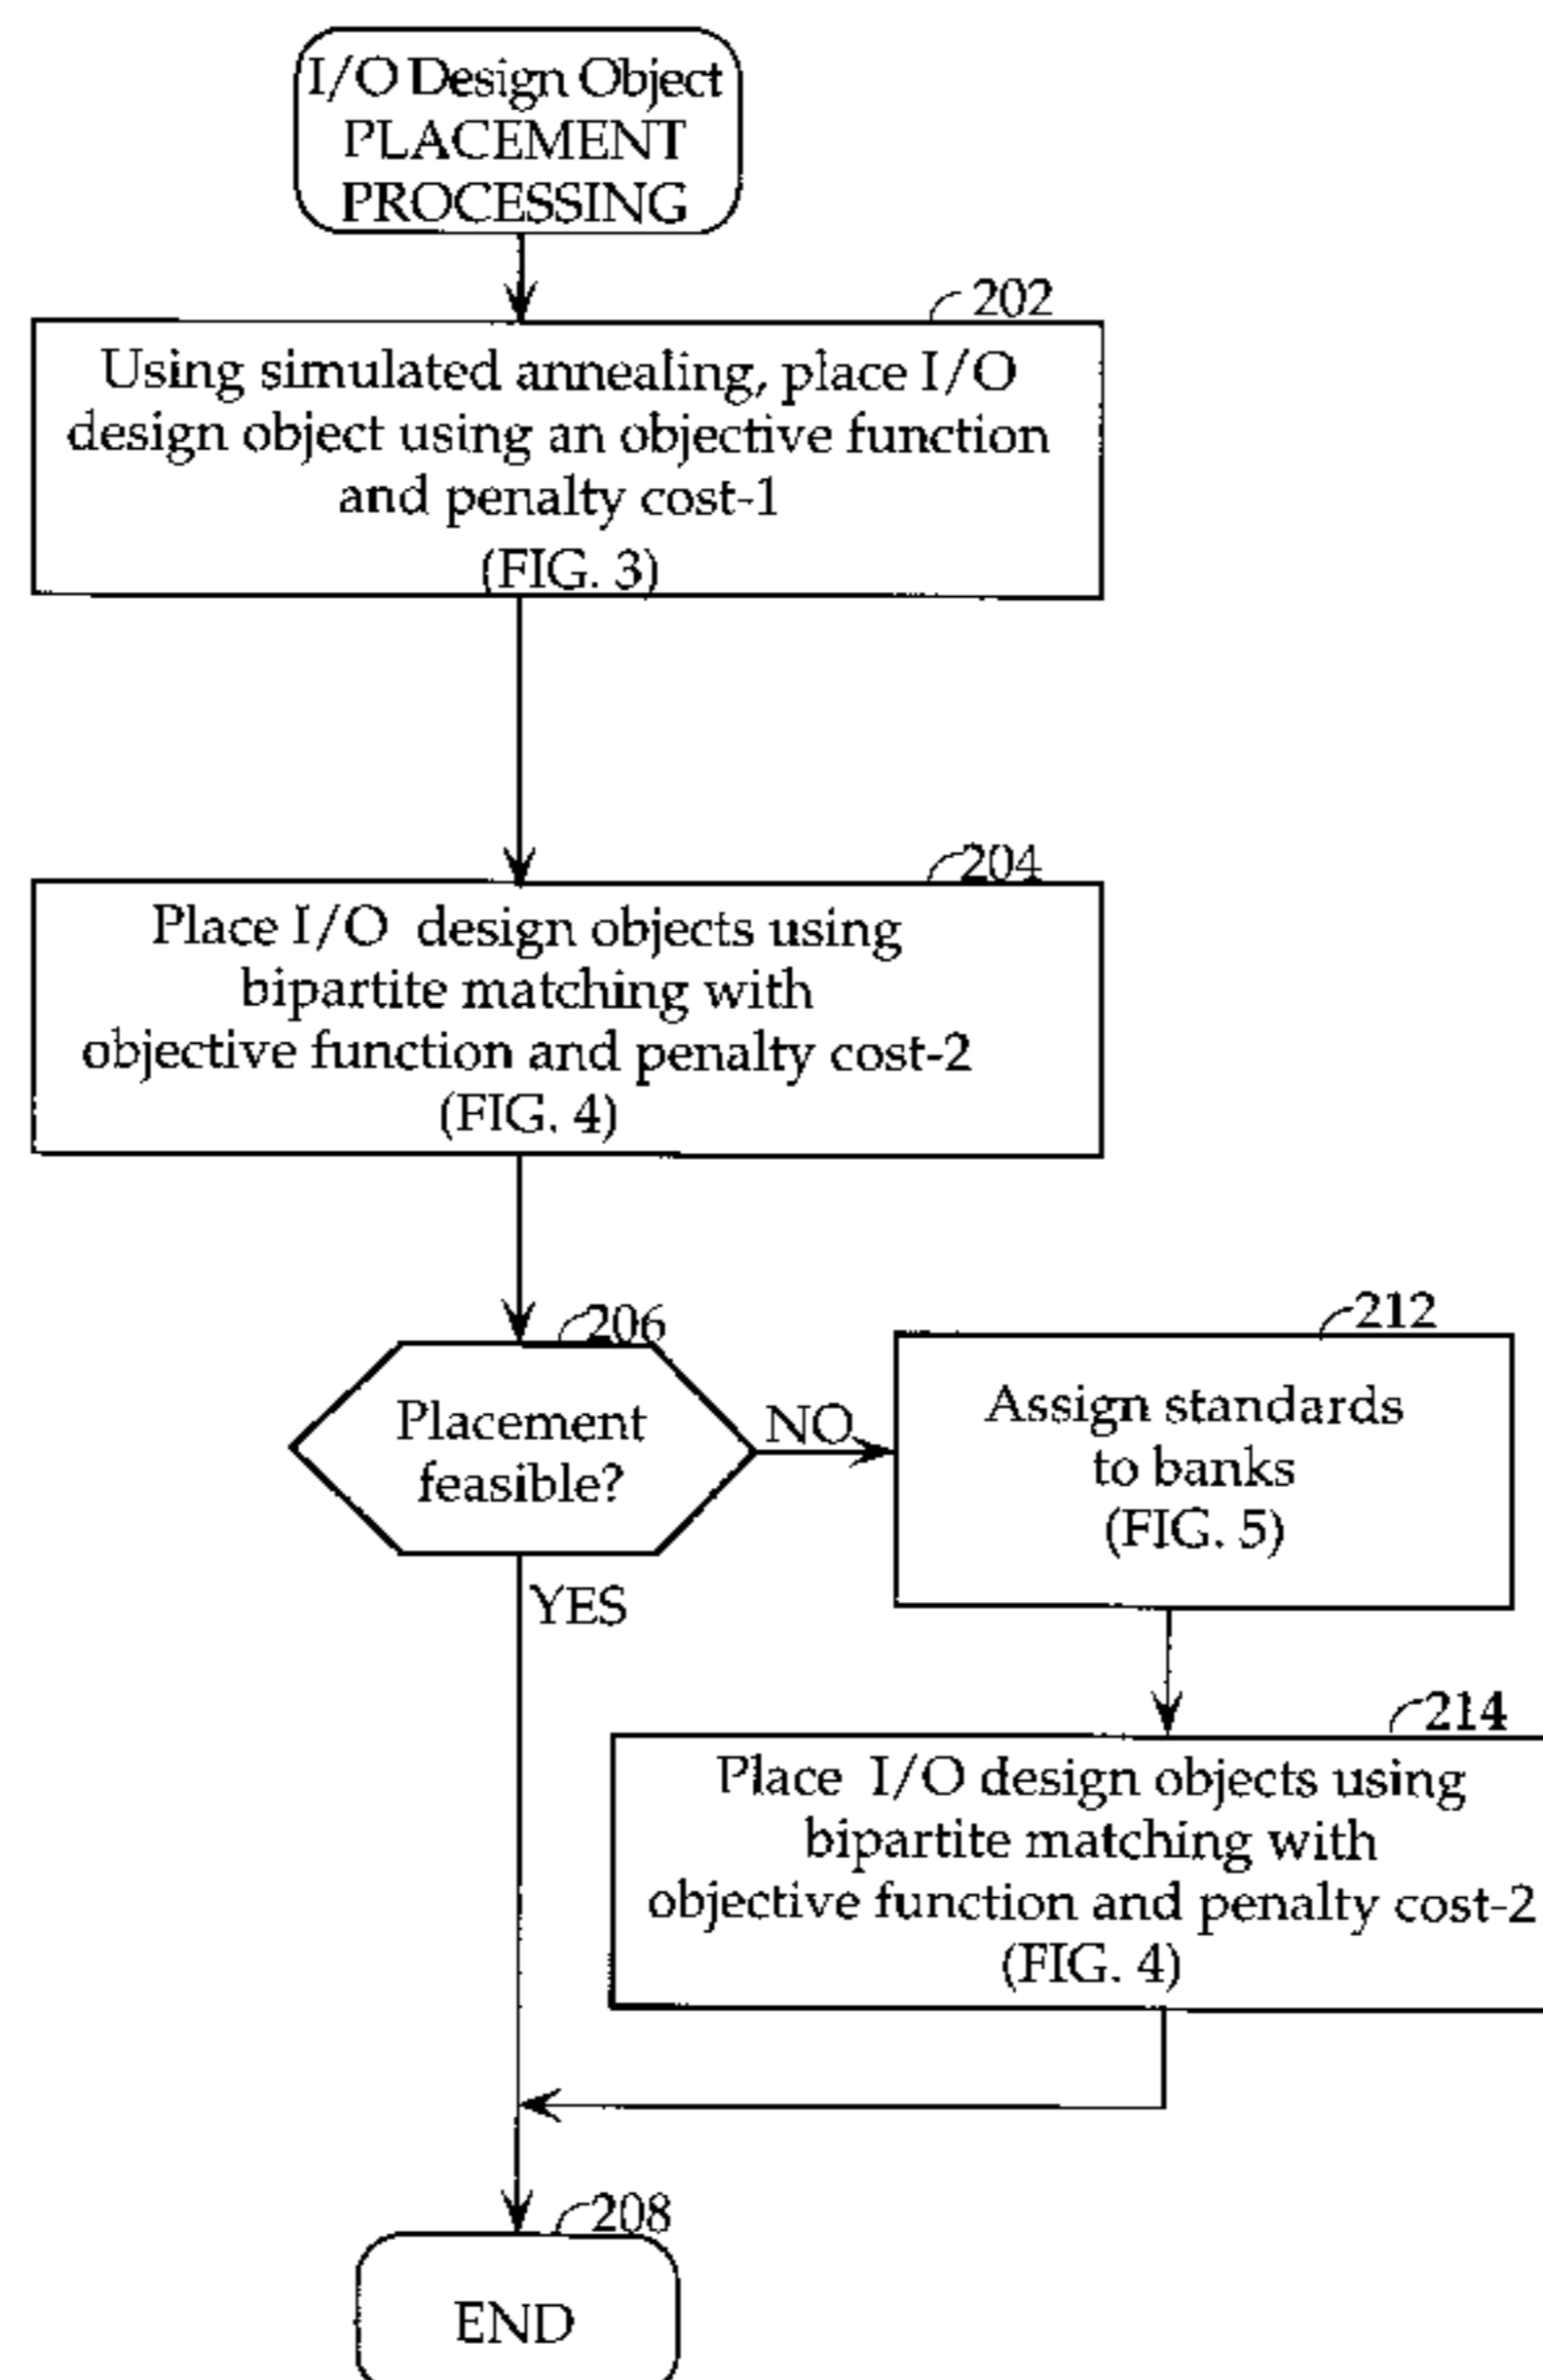 I/O Design Object
PLACEMENT
PROCESSING
202
Using simulated annealing, place I/O
design object using an objective function
and penalty cost-1
(FIG. 3)
204
Place I/O design objects using
bipartite matching with
objective function and penalty cost-2
(FIG. 4)
206
Placement
feasible?
NO
YES
212
Assign standards
to banks
(FIG. 5)
214
Place I/O design objects using
bipartite matching with
objective function and penalty cost-2
(FIG. 4)
208
END